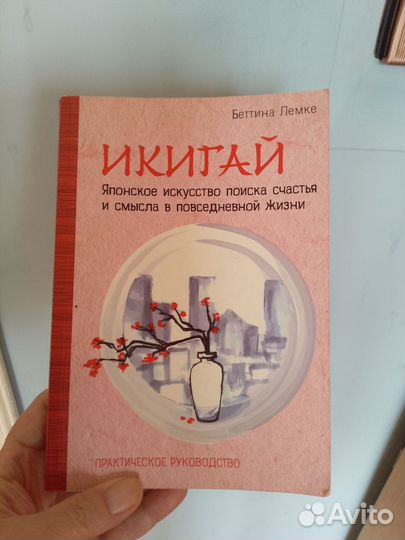 Беттина Лемке
ИКИГАЙ
Японское искусство поиска счастья
и смысла в повседневной жизни
ПРАКТИЧЕСКОЕ РУКОВОДСТВО
Avito